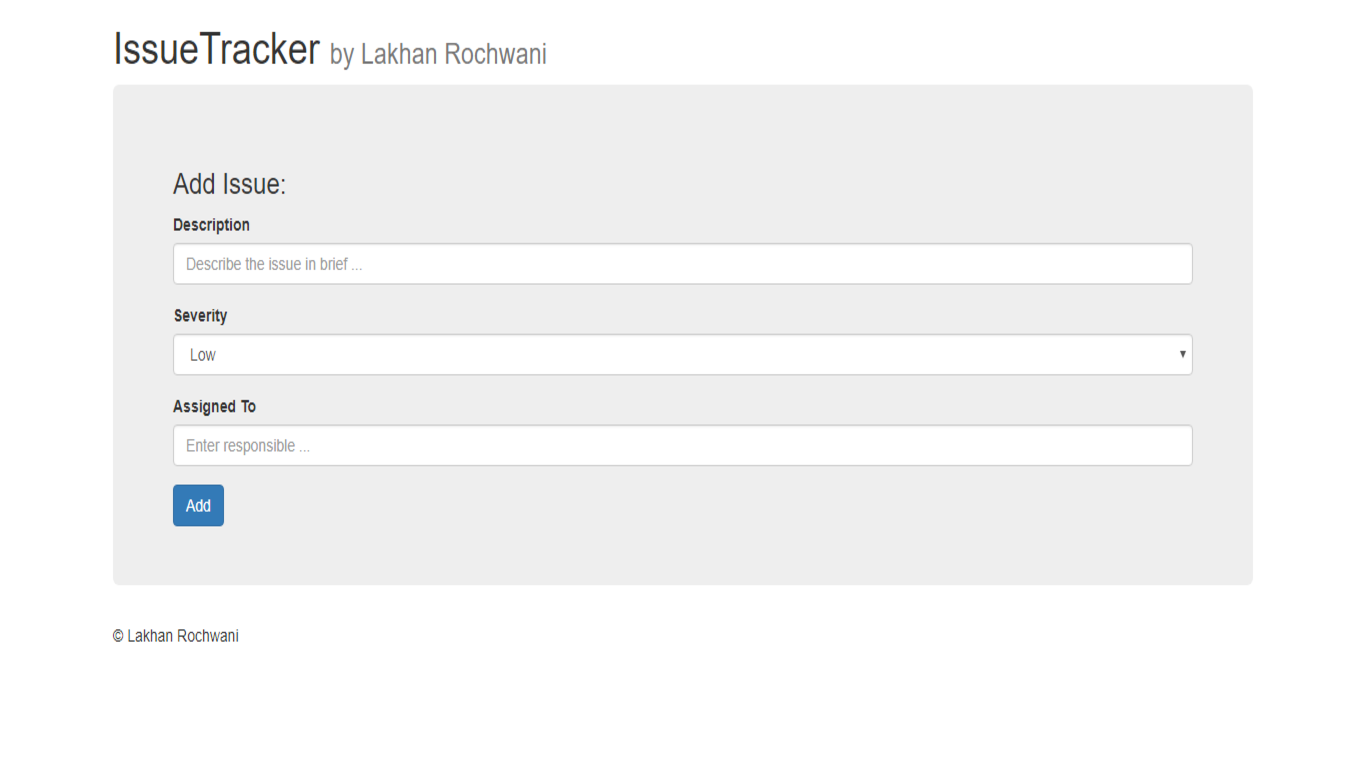 IssueTracker by Lakhan Rochwani
Add Issue:
Description
Describe the issue in brief ...
Severity
Low
Assigned To
Enter responsible ...
Add
© Lakhan Rochwani